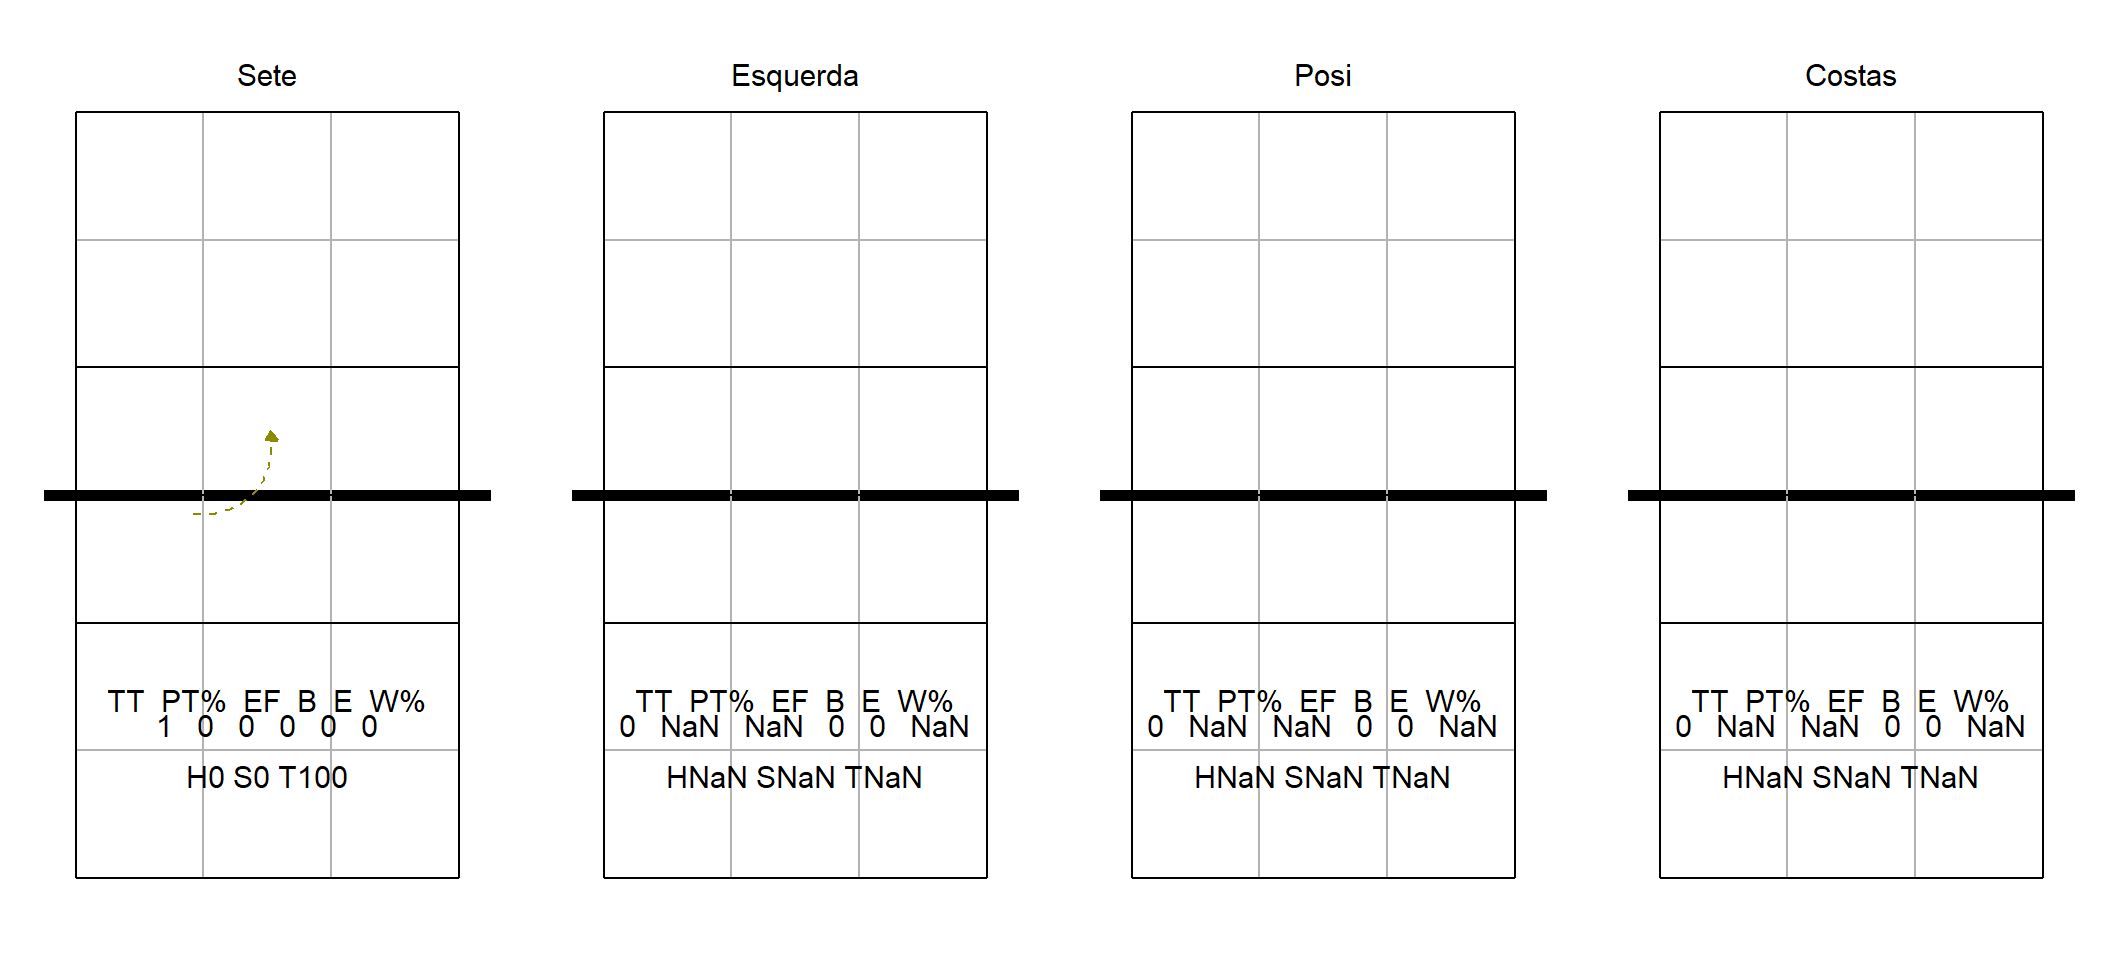 Sete
TT PT% EF B E W%
1 0 0 0 0 0
H0 S0 T100
Esquerda
TT PT% EF B E W%
0 NaN NaN 0 0 NaN
HNaN SNaN TNaN
Posi
TT PT% EF B E W%
0 NaN NaN 0 0 NaN
HNaN SNaN TNaN
Costas
TT PT% EF B E W%
0 NaN NaN 0 0 NaN
HNaN SNaN TNaN